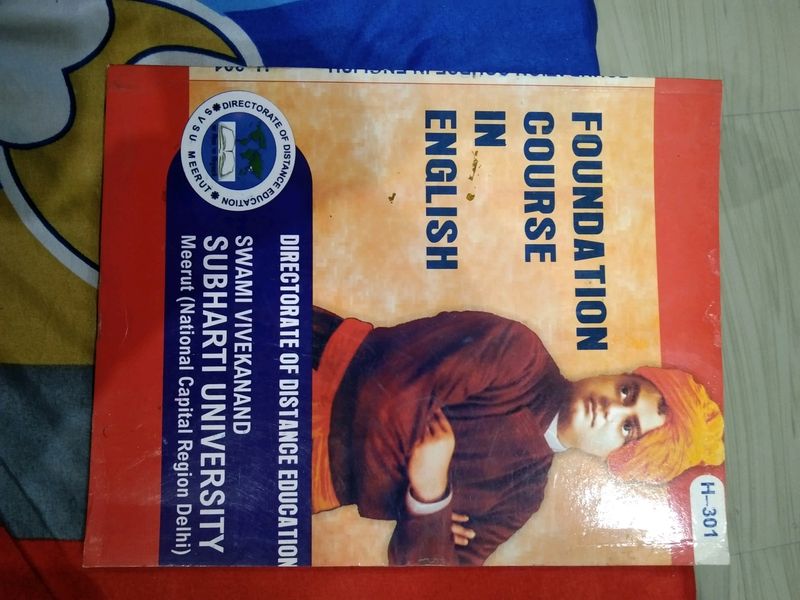 H–301
FOUNDATION
COURSE
IN
ENGLISH
DIRECTORATE OF DISTANCE EDUCATION
SWAMI VIVEKANAND
SUBHARTI UNIVERSITY
Meerut (National Capital Region Delhi)
DIRECTORATE OF DISTANCE EDUCATION
SVSU MEERUT